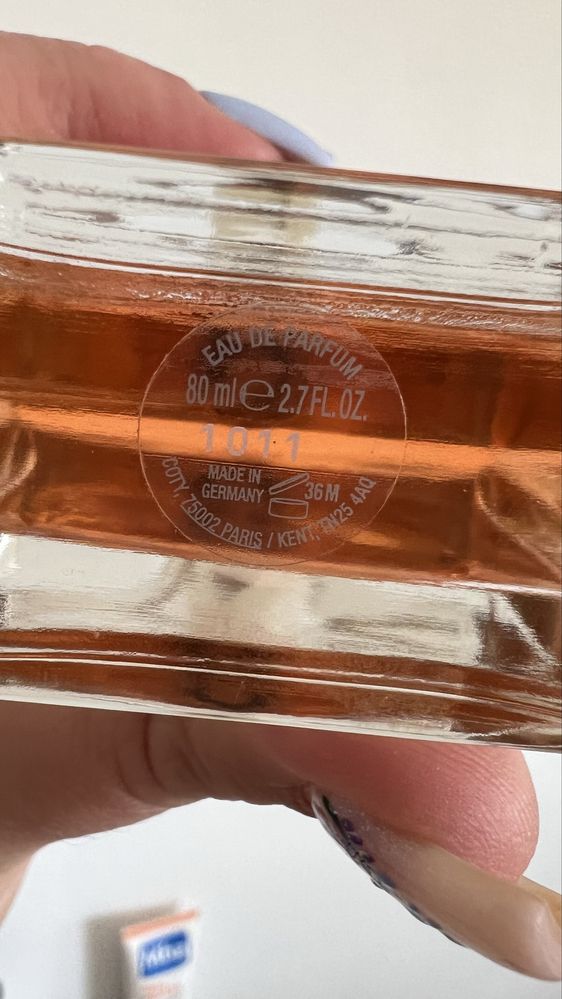 EAU DE PARFUM
80 ml e 2.7 FL. OZ.
1011
MADE IN
GERMANY
36M
COTY, 75002 PARIS / KENT, TN25 4AQ